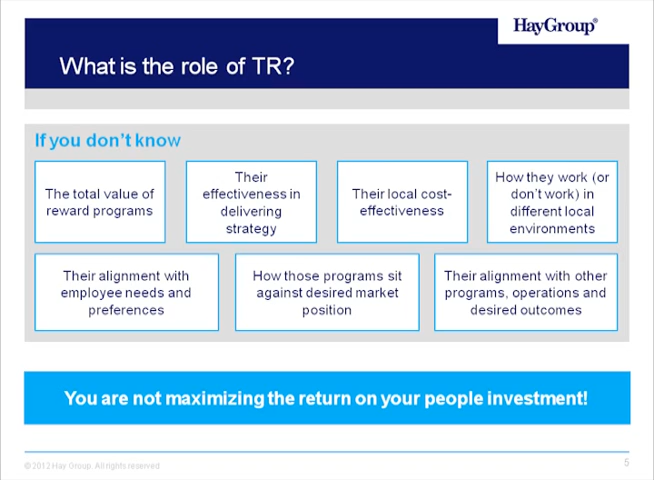 HayGroup®
What is the role of TR?
If you don't know
The total value of
reward programs
Their
effectiveness in
delivering
strategy
Their local cost-
effectiveness
How they work (or
don't work) in
different local
environments
Their alignment with
employee needs and
preferences
How those programs sit
against desired market
position
Their alignment with other
programs, operations and
desired outcomes
You are not maximizing the return on your people investment!
© 2012 Hay Group. All rights reserved
5